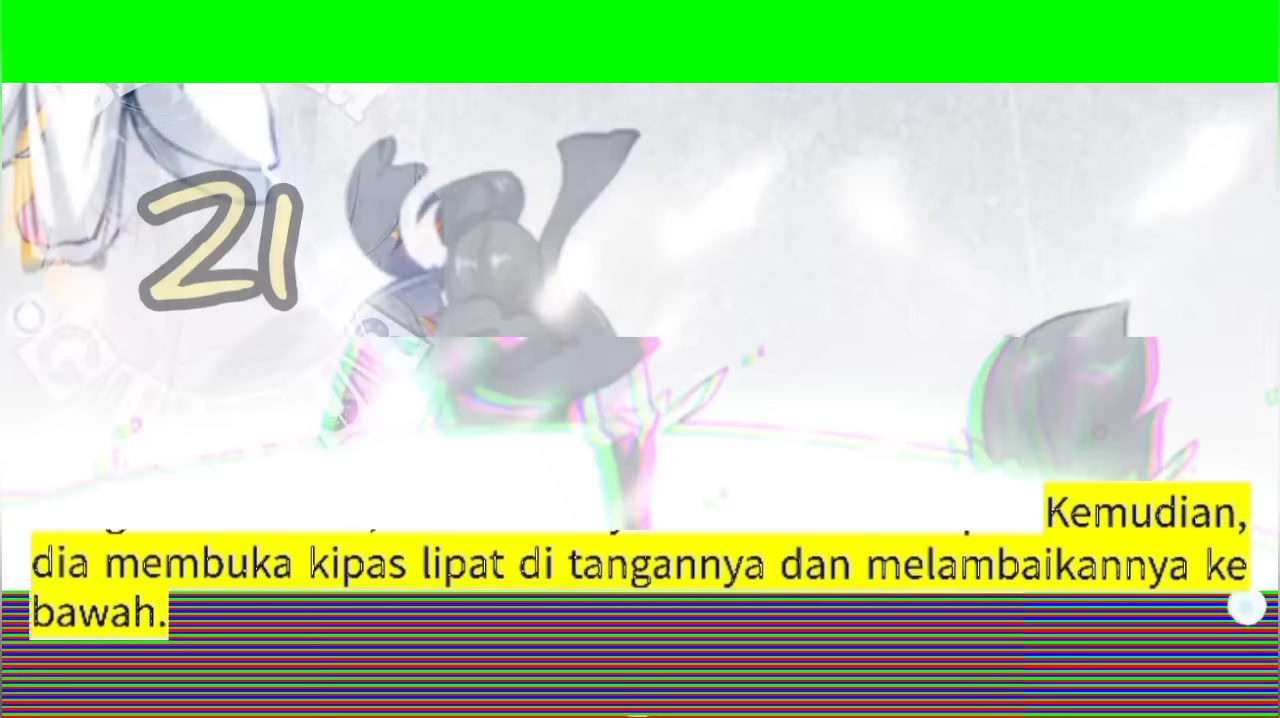 21
Kemudian,
dia membuka kipas lipat di tangannya dan melambaikannya ke
bawah.